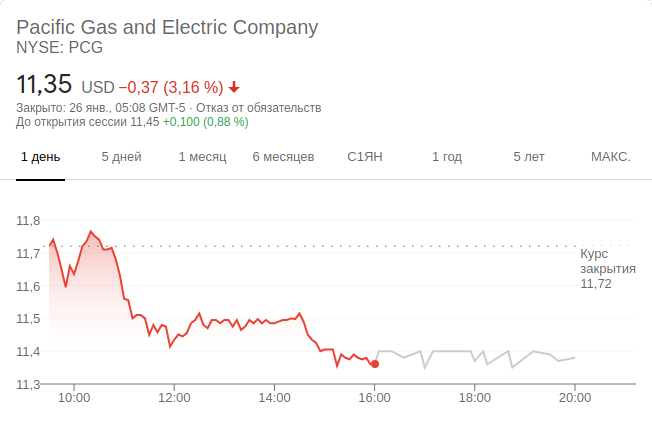 Pacific Gas and Electric Company
NYSE: PCG
11,35 USD −0,37 (3,16 %)
Закрыто: 26 янв., 05:08 GMT-5 · Отказ от обязательств
До открытия сессии 11,45 +0,100 (0,88 %)
1 день 5 дней 1 месяц 6 месяцев С1ЯН 1 год 5 лет МАКС.
11,8
11,7
Курс
закрытия
11,72
11,6
11,5
11,4
11,3
10:00 12:00 14:00 16:00 18:00 20:00